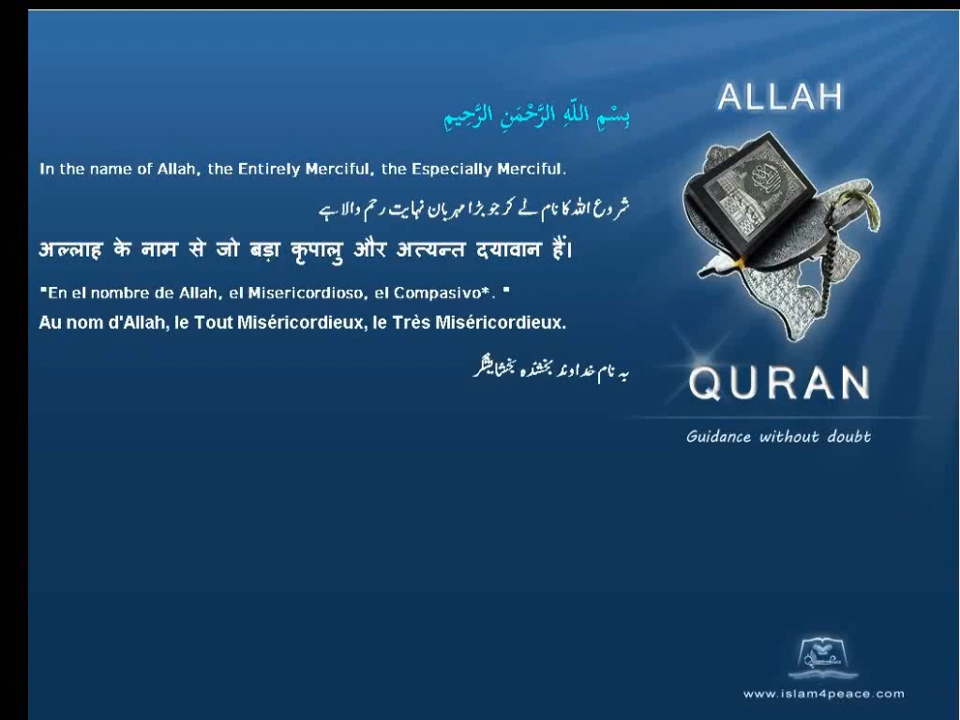 بِسْمِ اللَّهِ الرَّحْمَنِ الرَّحِيمِ
In the name of Allah, the Entirely Merciful, the Especially Merciful.
شروع اللہ کا نام لے کر جو بڑا مہربان نہایت رحم والا ہے
अल्लाह के नाम से जो बड़ा कृपालु और अत्यन्त दयावान हैं।
"En el nombre de Allah, el Misericordioso, el Compasivo*. "
Au nom d'Allah, le Tout Miséricordieux, le Très Miséricordieux.
به نام خداوند بخشنده بخشایشگر
ALLAH
QURAN
Guidance without doubt
www.islam4peace.com